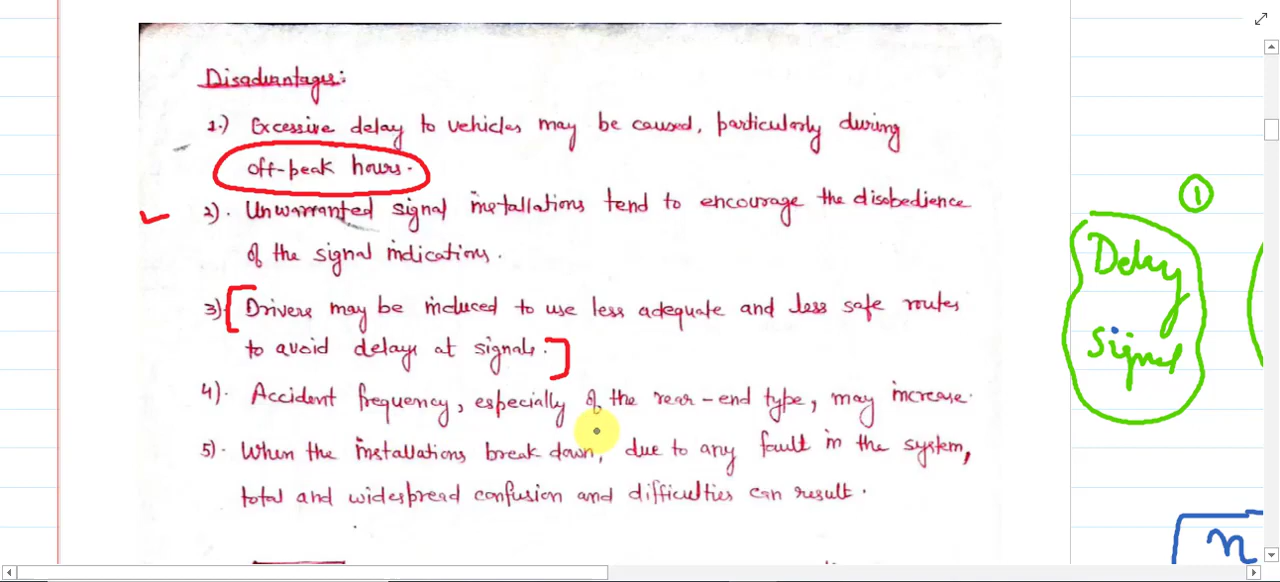 Disadvantages:
1.) Excessive delay to vehicles may be caused, particularly during
off-peak hours.
2). Unwarranted signal installations tend to encourage the disobedience
of the signal indications.
3). Drivers may be induced to use less adequate and less safe routes
to avoid delays at signals.
4). Accident frequency, especially of the rear-end type, may increase.
5). When the installations break down, due to any fault in the system,
total and widespread confusion and difficulties can result.
1
Delay
Signal
n